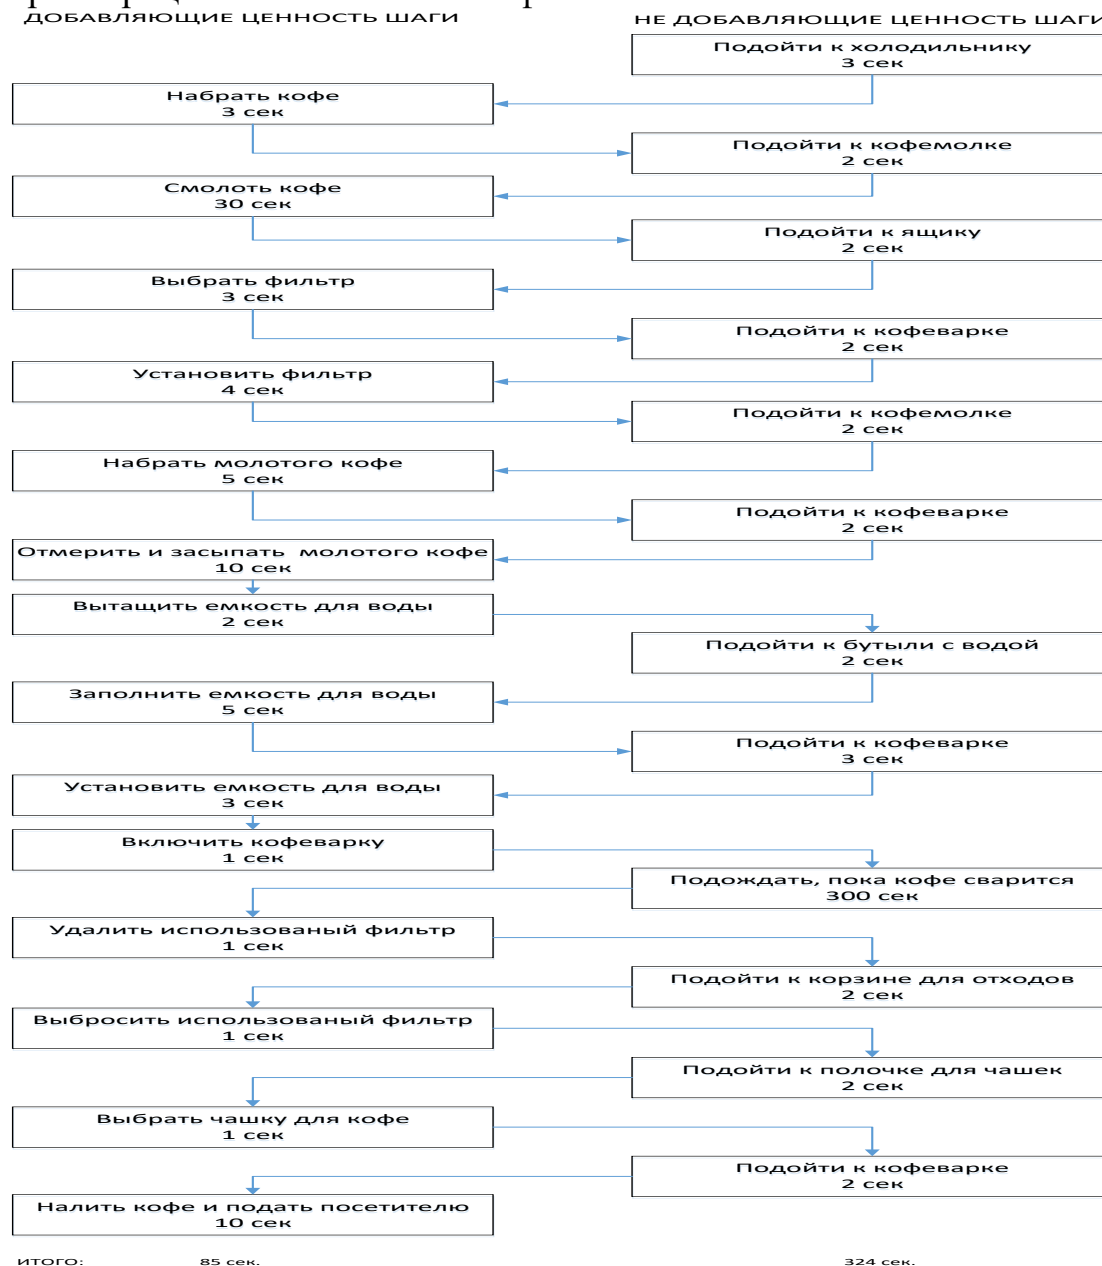 ДОБАВЛЯЮЩИЕ ЦЕННОСТЬ ШАГИ
НЕ ДОБАВЛЯЮЩИЕ ЦЕННОСТЬ ШАГИ
Подойти к холодильнику
3 сек
Набрать кофе
3 сек
Подойти к кофемолке
2 сек
Смолоть кофе
30 сек
Подойти к ящику
2 сек
Выбрать фильтр
3 сек
Подойти к кофеварке
2 сек
Установить фильтр
4 сек
Подойти к кофемолке
2 сек
Набрать молотого кофе
5 сек
Подойти к кофеварке
2 сек
Отмерить и засыпать молотого кофе
10 сек
Вытащить емкость для воды
2 сек
Подойти к бутыли с водой
2 сек
Заполнить емкость для воды
5 сек
Подойти к кофеварке
3 сек
Установить емкость для воды
3 сек
Включить кофеварку
1 сек
Подождать, пока кофе сварится
300 сек
Удалить использованый фильтр
1 сек
Подойти к корзине для отходов
2 сек
Выбросить использованый фильтр
1 сек
Подойти к полочке для чашек
2 сек
Выбрать чашку для кофе
1 сек
Подойти к кофеварке
2 сек
Налить кофе и подать посетителю
10 сек
ИТОГО: 85 сек. 324 сек.